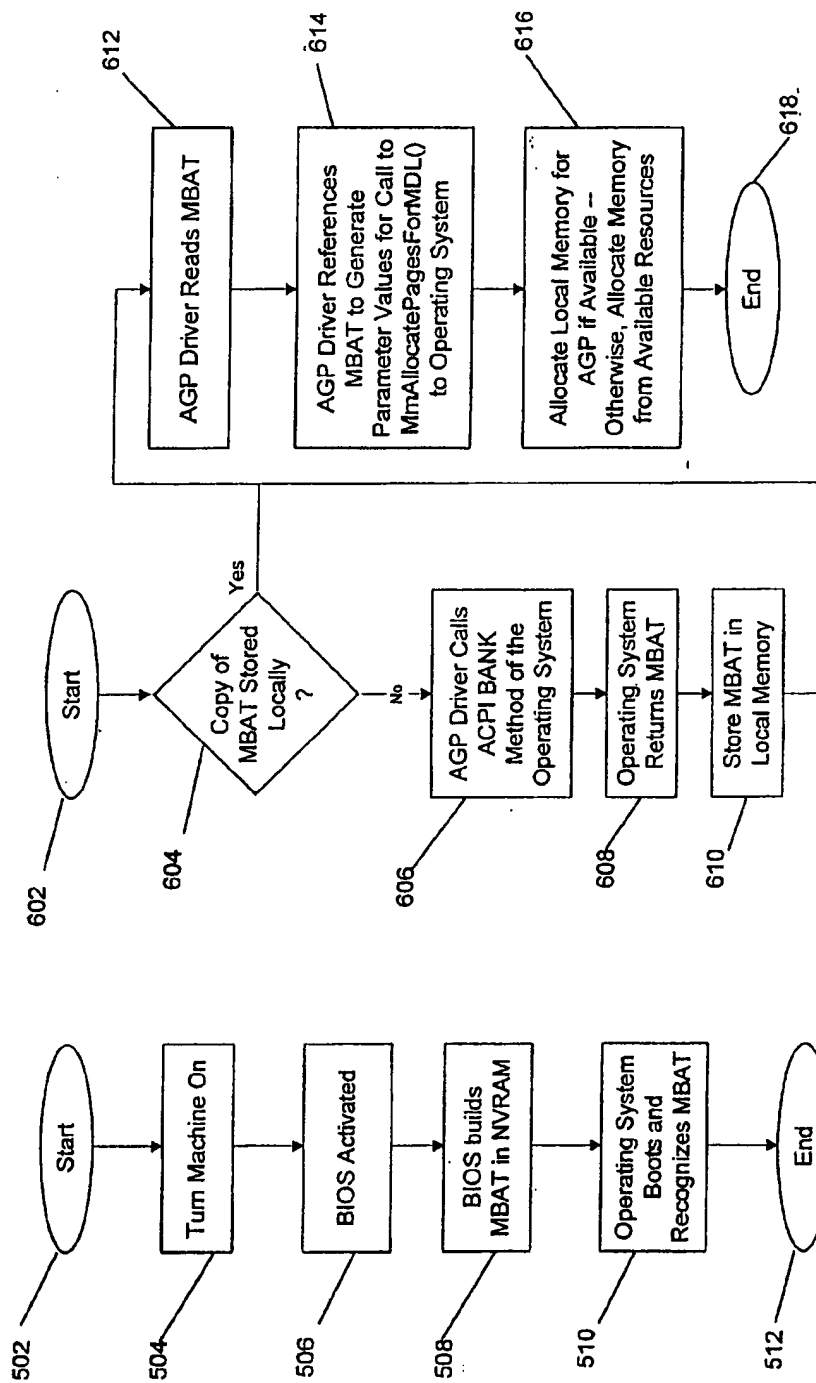 502
Start
504
Turn Machine On
506
BIOS Activated
508
BIOS builds
MBAT in NVRAM
510
Operating System
Boots and
Recognizes MBAT
512
End
602
Start
604
Copy of
MBAT Stored
Locally
?
Yes
No
606
AGP Driver Calls
ACPI BANK
Method of the
Operating System
608
Operating System
Returns MBAT
610
Store MBAT in
Local Memory
612
AGP Driver Reads MBAT
614
AGP Driver References
MBAT to Generate
Parameter Values for Call to
MmAllocatePagesForMDL()
to Operating System
616
Allocate Local Memory for
AGP if Available --
Otherwise, Allocate Memory
from Available Resources
618
End